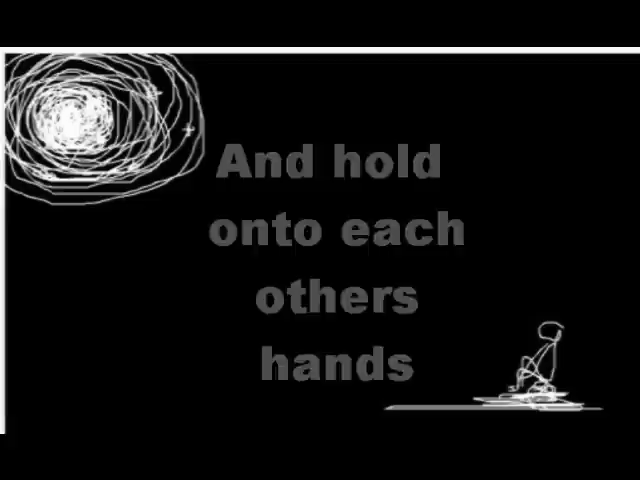 And hold
onto each
others
hands